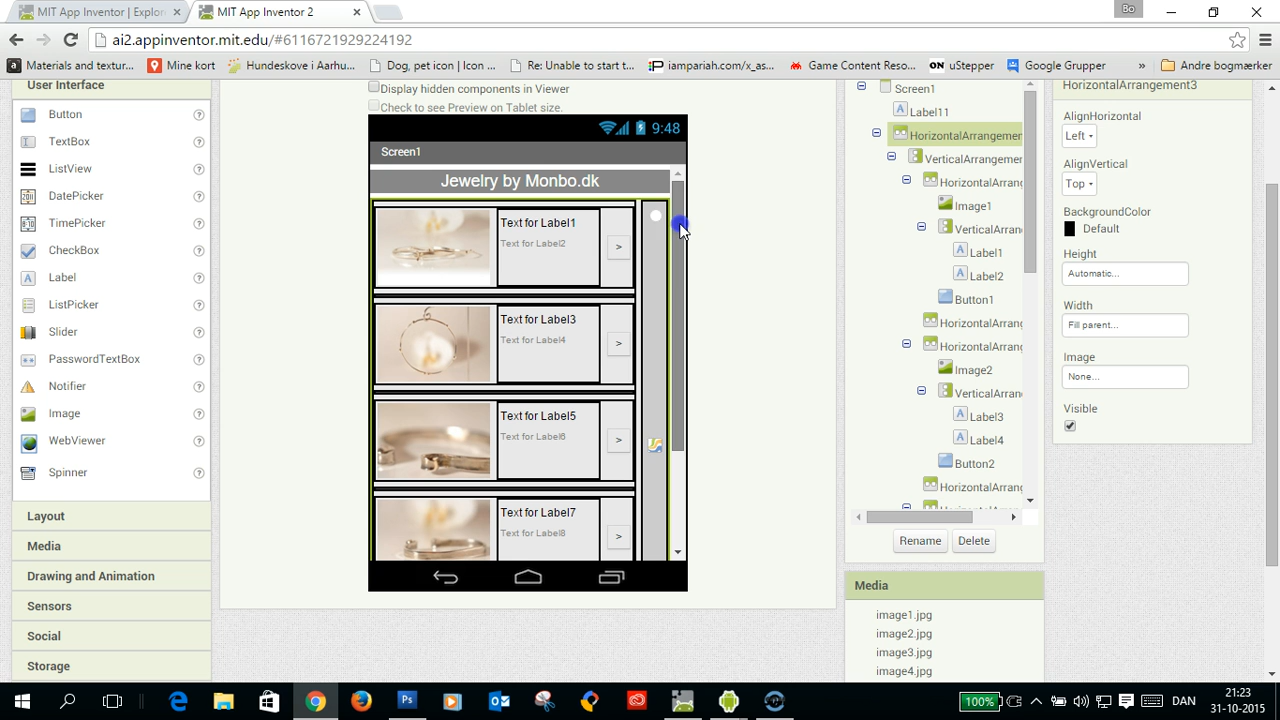 MIT App Inventor | Explor
MIT App Inventor 2
Bo
ai2.appinventor.mit.edu/#6116721929224192
Materials and textur...
Mine kort
Hundeskove i Aarhu...
Dog, pet icon | Icon ...
Re: Unable to start t...
iampariah.com/x_as...
Game Content Reso...
ON uStepper
Google Grupper
»
Andre bogmærker
User Interface
Button
TextBox
ListView
DatePicker
TimePicker
CheckBox
Label
ListPicker
Slider
PasswordTextBox
Notifier
Image
WebViewer
Spinner
Layout
Media
Drawing and Animation
Sensors
Social
Storage
Display hidden components in Viewer
Check to see Preview on Tablet size.
9:48
Screen1
Jewelry by Monbo.dk
Text for Label1
Text for Label2
>
Text for Label3
Text for Label4
>
Text for Label5
Text for Label6
>
Text for Label7
Text for Label8
>
Screen1
Label11
HorizontalArrangemen
VerticalArrangemen
HorizontalArrang
Image1
VerticalArran
Label1
Label2
Button1
HorizontalArrang
HorizontalArrang
Image2
VerticalArran
Label3
Label4
Button2
HorizontalArrang
Rename
Delete
Media
image1.jpg
image2.jpg
image3.jpg
image4.jpg
HorizontalArrangement3
AlignHorizontal
Left
AlignVertical
Top
BackgroundColor
Default
Height
Automatic...
Width
Fill parent...
Image
None...
Visible
100%
DAN
21:23
31-10-2015